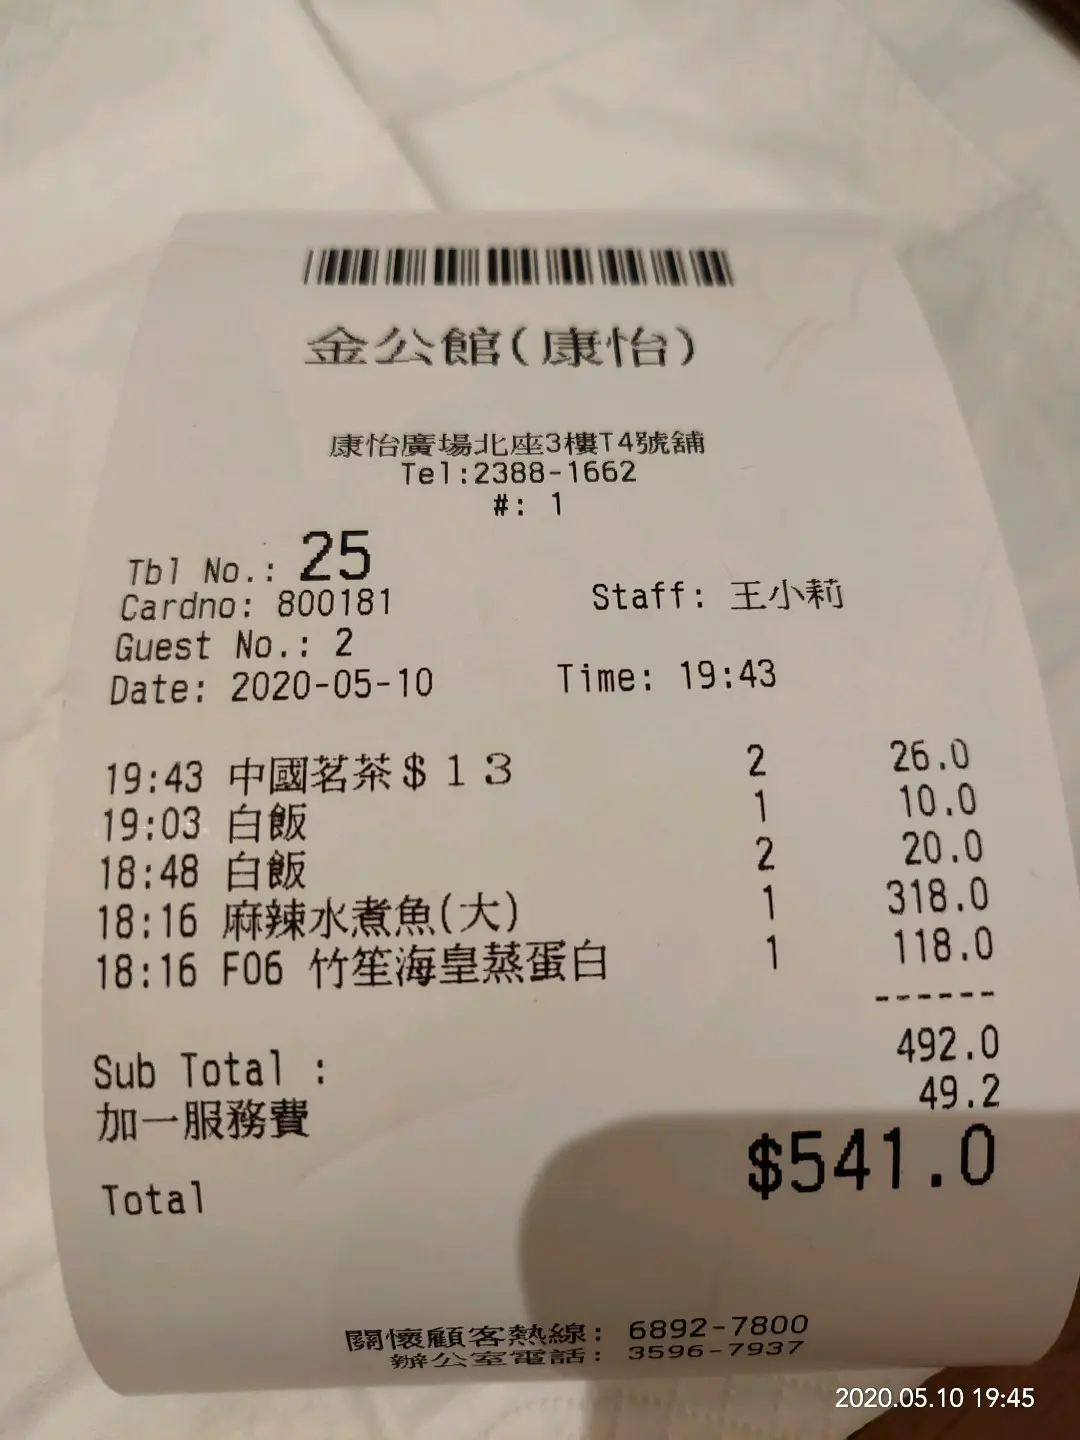 金公館(康怡)
康怡廣場北座3樓T4號舖
Tel:2388-1662
#: 1
Tbl No.: 25
Cardno: 800181 Staff: 王小莉
Guest No.: 2
Date: 2020-05-10 Time: 19:43
19:43 中國茗茶$13 2 26.0
19:03 白飯 1 10.0
18:48 白飯 2 20.0
18:16 麻辣水煮魚(大) 1 318.0
18:16 F06 竹笙海皇蒸蛋白 1 118.0
------
Sub Total : 492.0
加一服務費 49.2
Total $541.0
關懷顧客熱線: 6892-7800
辦公室電話: 3596-7937
2020.05.10 19:45